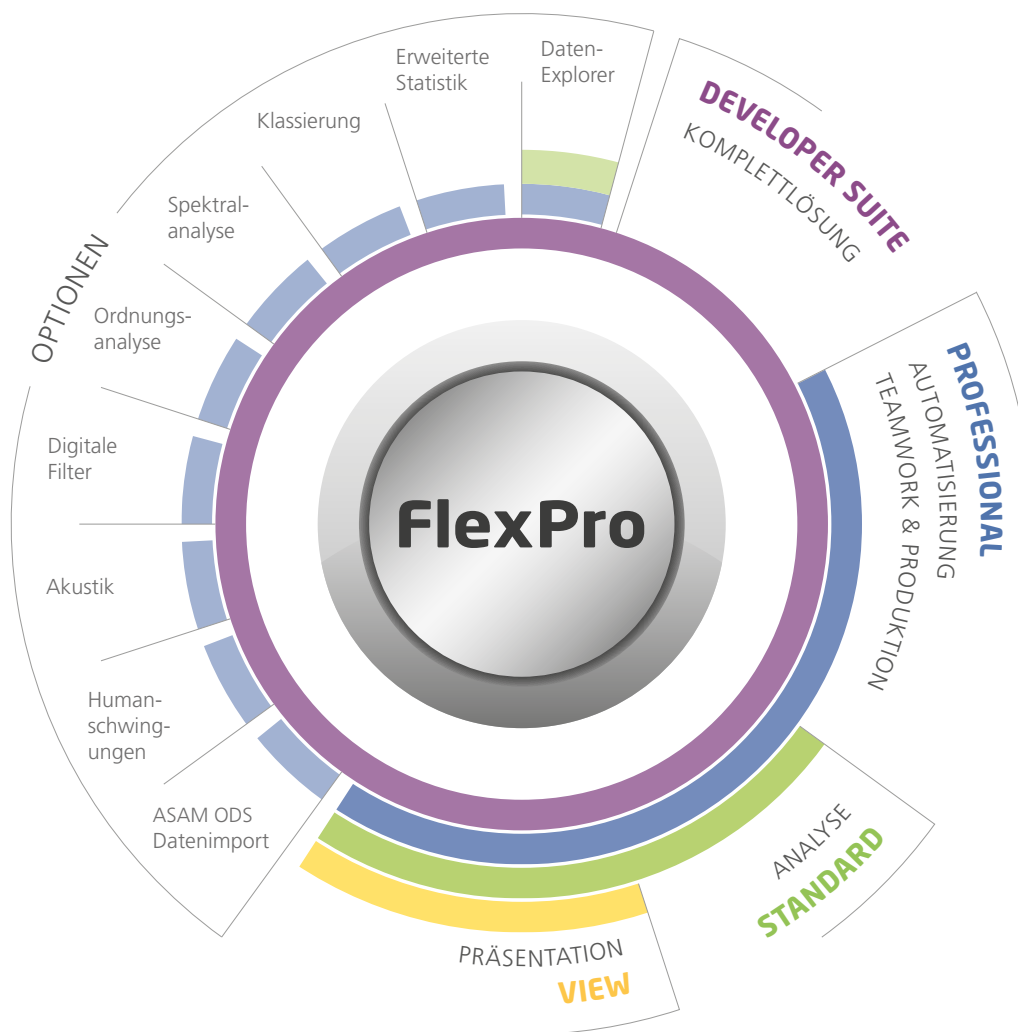 Erweiterte
Statistik
Daten-
Explorer
Klassierung
Spektral-
analyse
OPTIONEN
Ordnungs-
analyse
Digitale
Filter
Akustik
Human-
schwing-
ungen
ASAM ODS
Datenimport
FlexPro
DEVELOPER SUITE
KOMPLETTLÖSUNG
PROFESSIONAL
AUTOMATISIERUNG
TEAMWORK & PRODUKTION
ANALYSE
STANDARD
PRÄSENTATION
VIEW